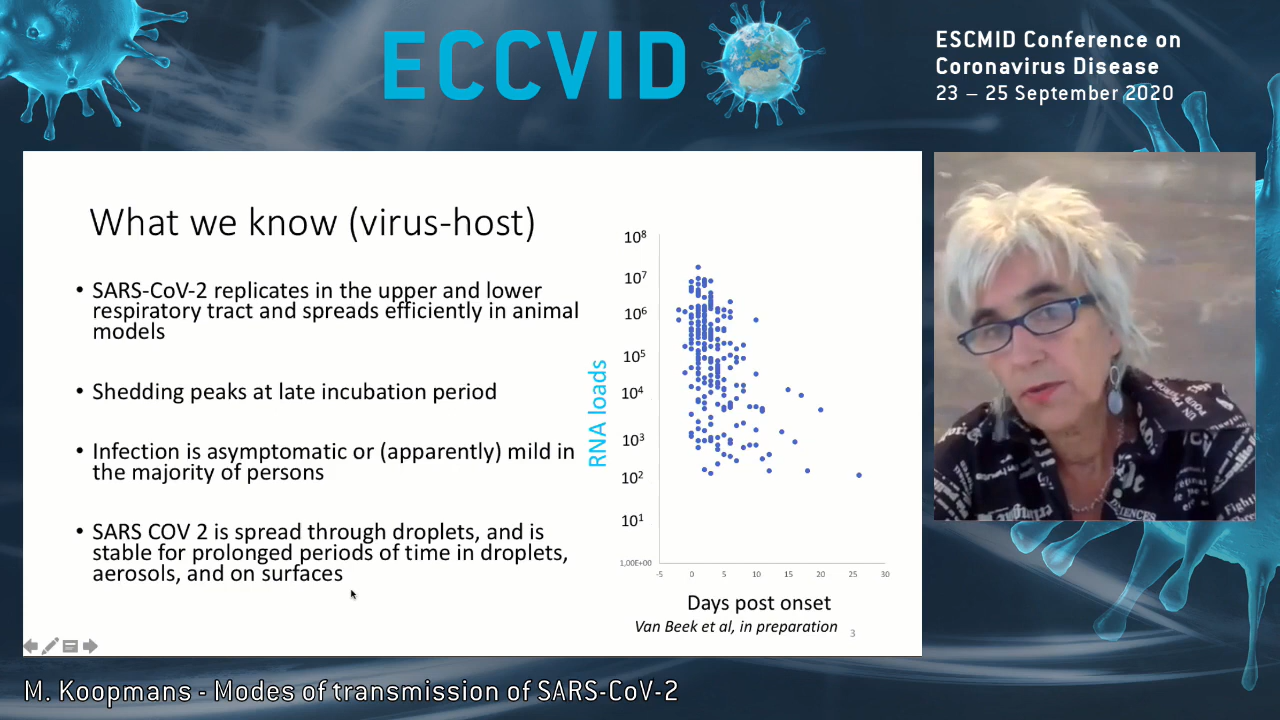 ECCVID
ESCMID Conference on
Coronavirus Disease
23 – 25 September 2020
What we know (virus-host)
• SARS-CoV-2 replicates in the upper and lower
respiratory tract and spreads efficiently in animal
models
• Shedding peaks at late incubation period
• Infection is asymptomatic or (apparently) mild in
the majority of persons
• SARS COV 2 is spread through droplets, and is
stable for prolonged periods of time in droplets,
aerosols, and on surfaces
RNA loads
10⁸
10⁷
10⁶
10⁵
10⁴
10³
10²
10¹
1,00E+00
-5 0 5 10 15 20 25 30
Days post onset
Van Beek et al, in preparation
3
M. Koopmans - Modes of transmission of SARS-CoV-2